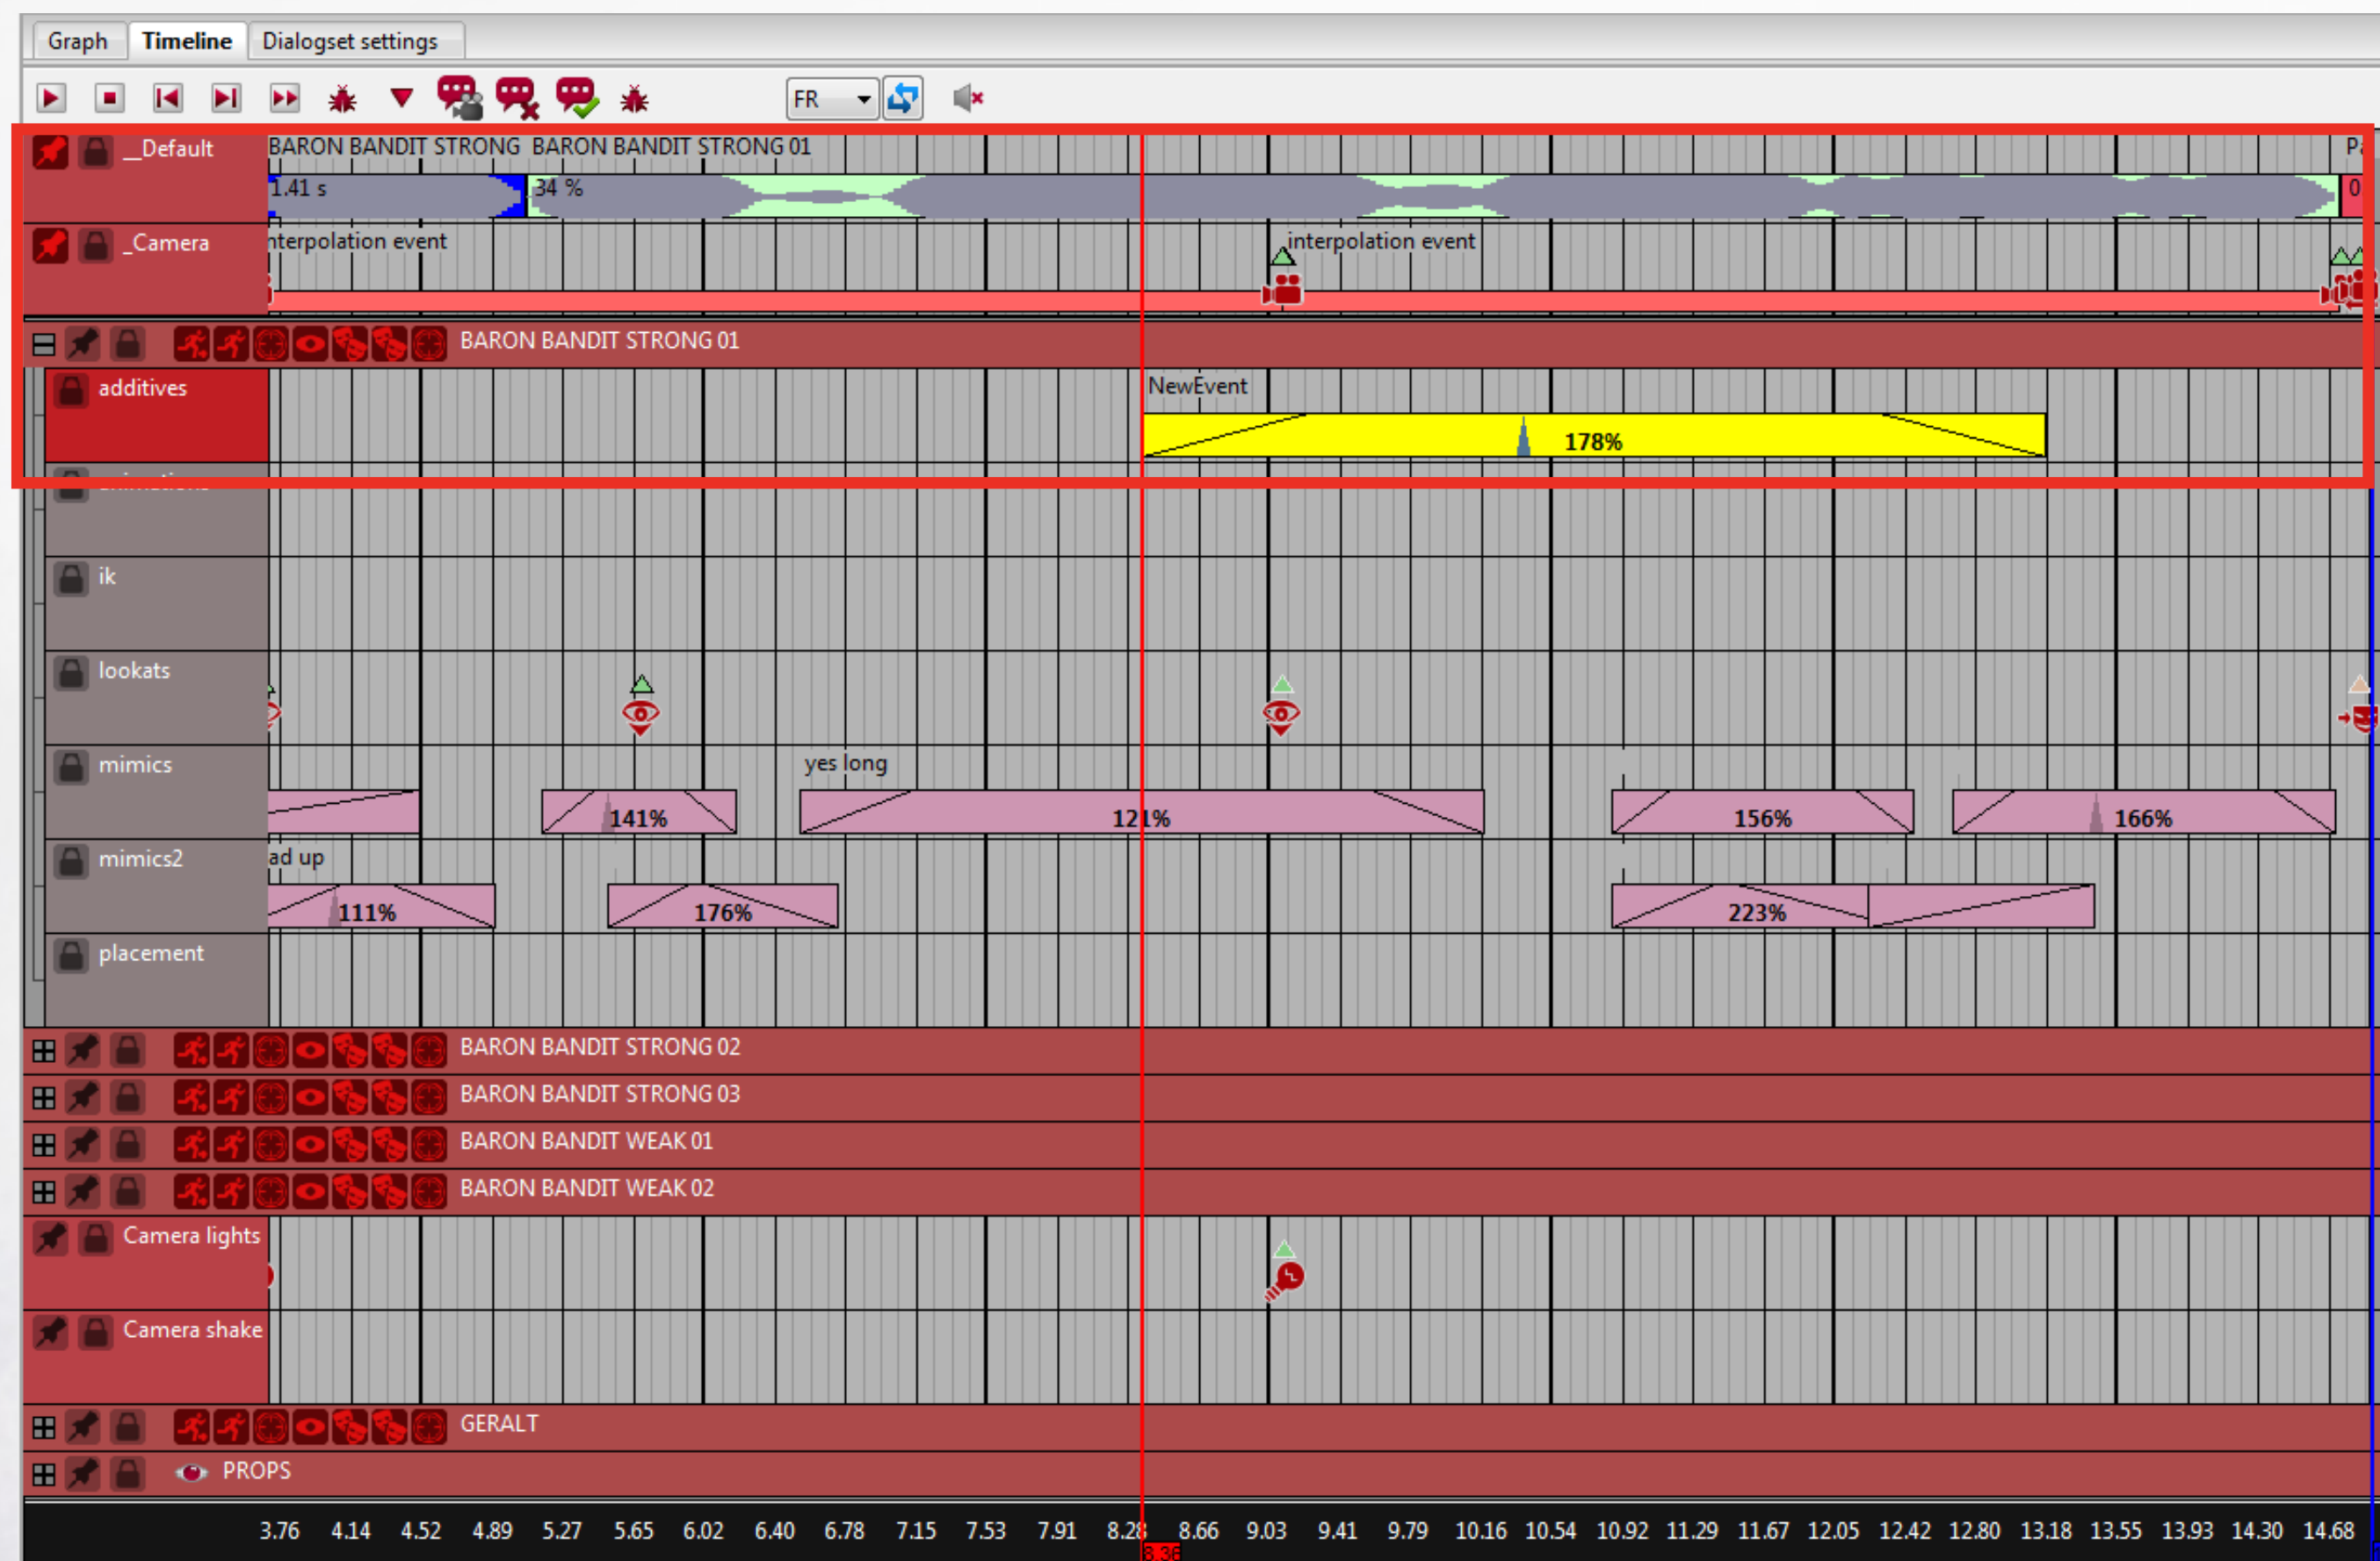 Graph Timeline Dialogset settings
FR
__Default BARON BANDIT STRONG BARON BANDIT STRONG 01
1.41 s 34 % 0
_Camera nterpolation event interpolation event
BARON BANDIT STRONG 01
additives NewEvent
178%
ik
lookats
mimics yes long
141% 121% 156% 166%
mimics2 ad up
111% 176% 223%
placement
BARON BANDIT STRONG 02
BARON BANDIT STRONG 03
BARON BANDIT WEAK 01
BARON BANDIT WEAK 02
Camera lights
Camera shake
GERALT
PROPS
3.76 4.14 4.52 4.89 5.27 5.65 6.02 6.40 6.78 7.15 7.53 7.91 8.28 8.66 9.03 9.41 9.79 10.16 10.54 10.92 11.29 11.67 12.05 12.42 12.80 13.18 13.55 13.93 14.30 14.68
8.36